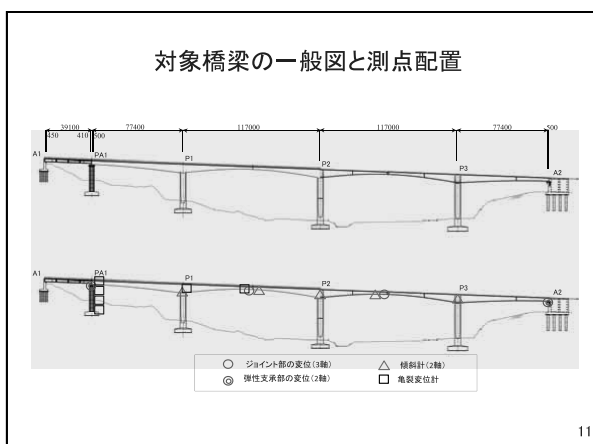 対象橋梁の一般図と測点配置
39100 77400 117000 117000 77400 500
450 410 500
A1 PA1 P1 P2 P3 A2
A1 PA1 P1 P2 P3 A2
○ ジョイント部の変位(3軸) △ 傾斜計(2軸)
◎ 弾性支承部の変位(2軸) □ 亀裂変位計
11